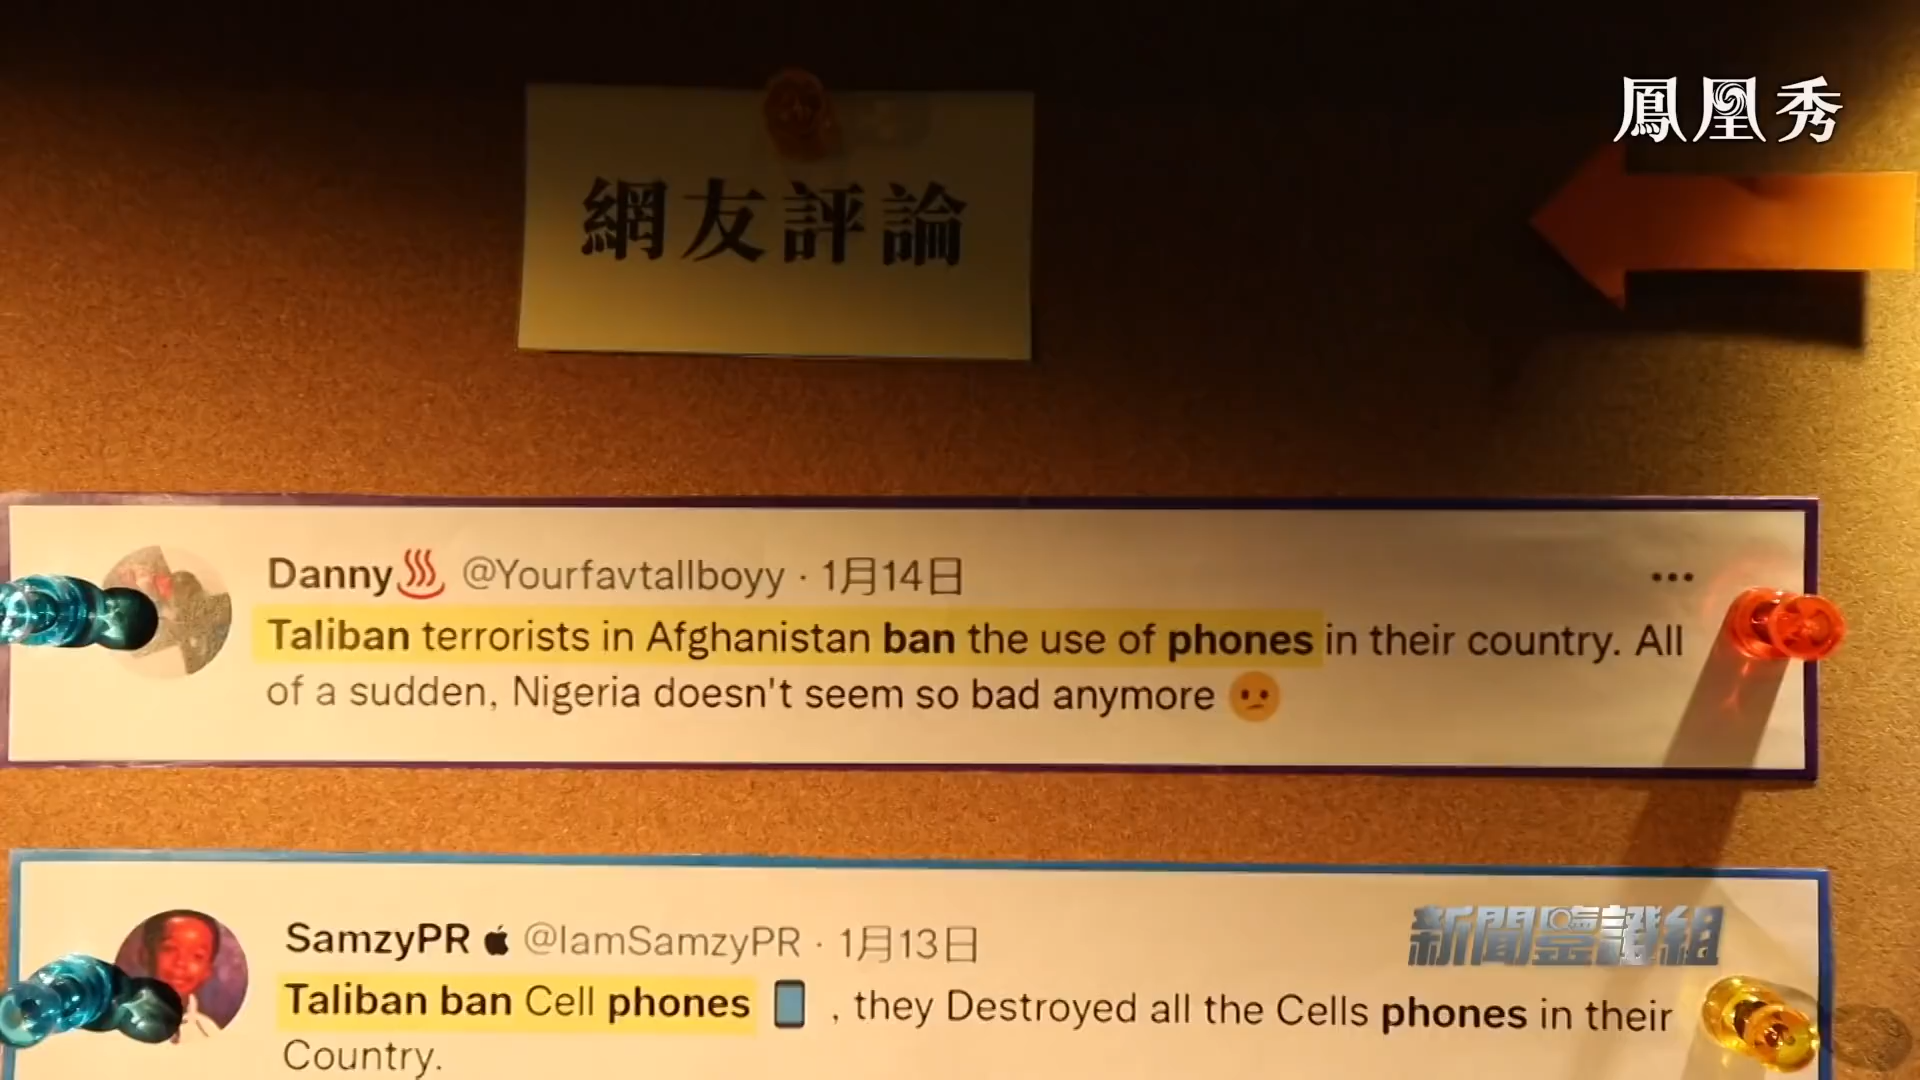 鳳凰秀
網友評論
Danny♨️ @Yourfavtallboyy · 1月14日
Taliban terrorists in Afghanistan ban the use of phones in their country. All
of a sudden, Nigeria doesn't seem so bad anymore 🫤
新聞鑒證組
SamzyPR @IamSamzyPR · 1月13日
Taliban ban Cell phones 📱 , they Destroyed all the Cells phones in their
Country.